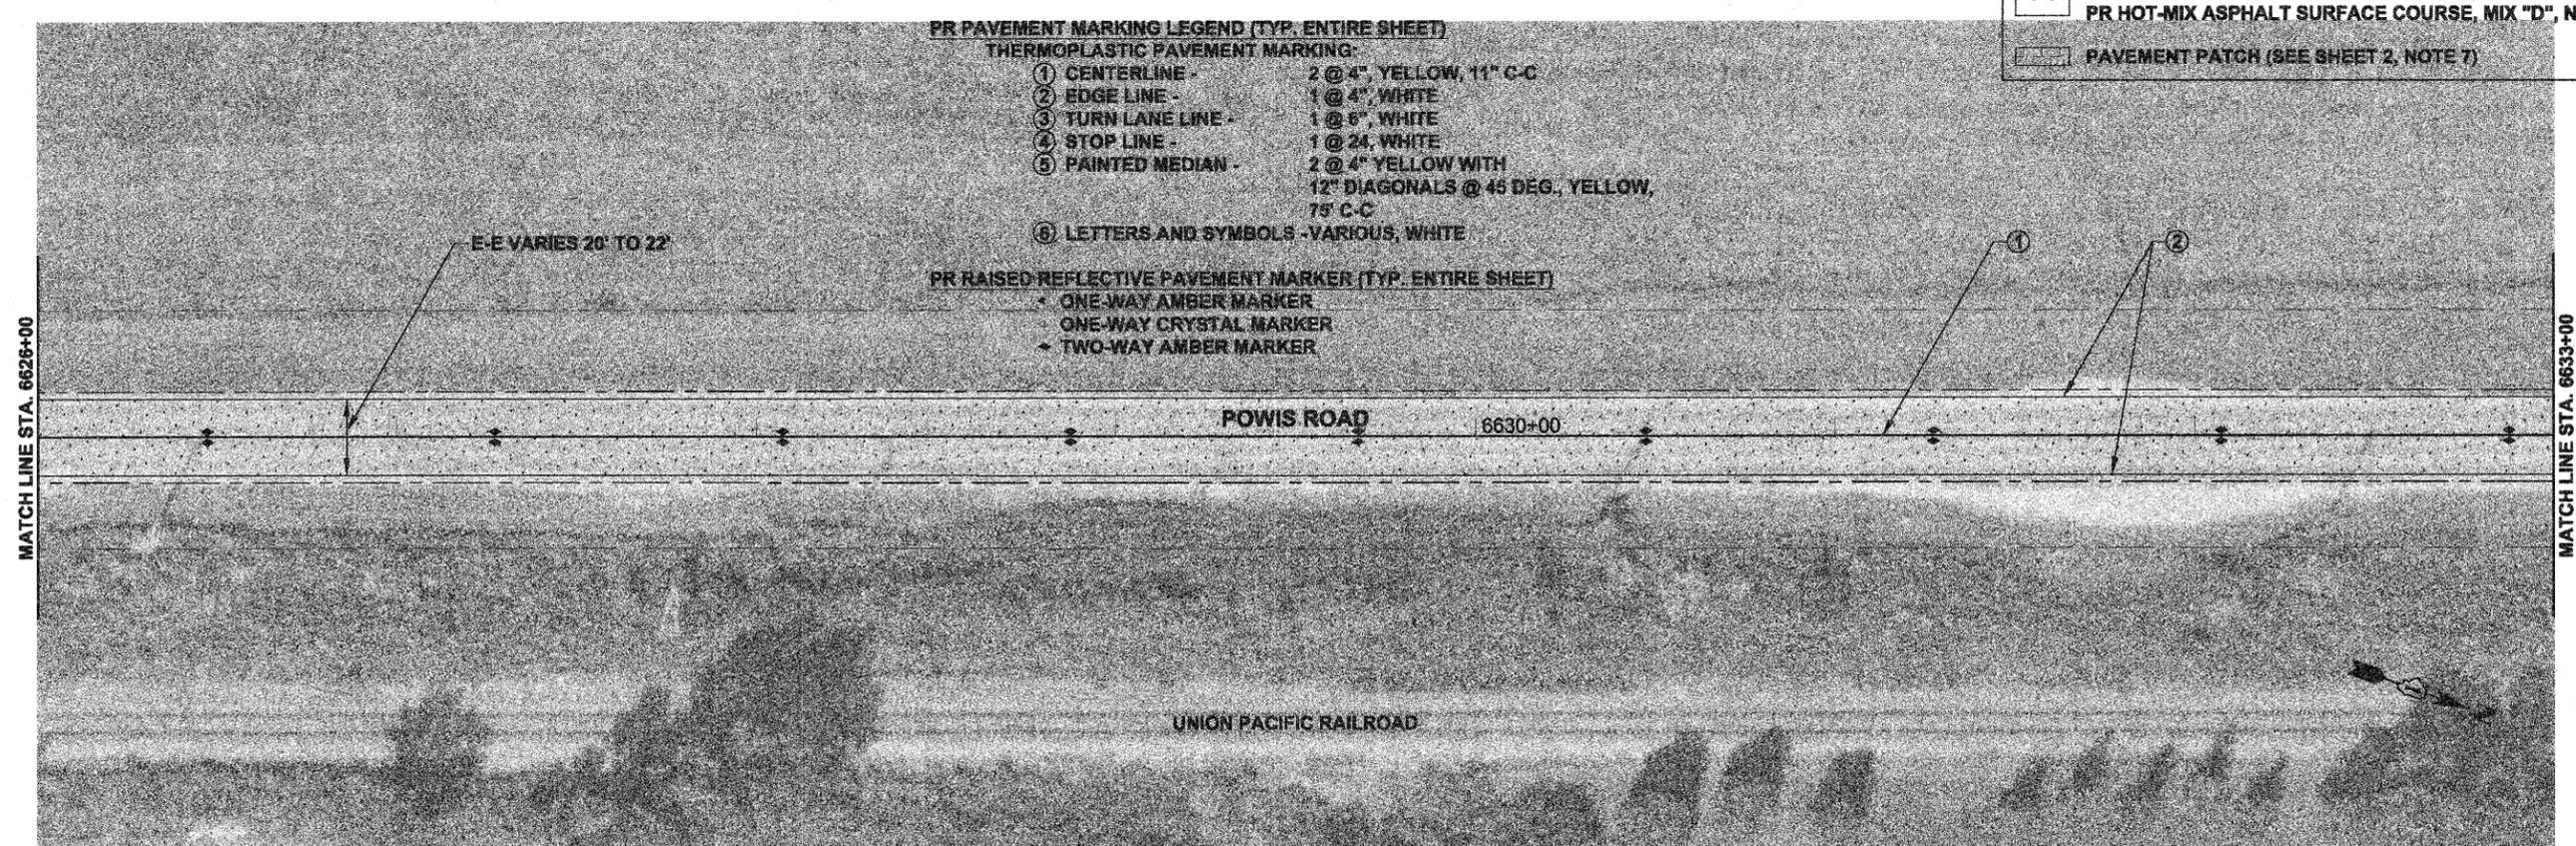 PR HOT-MIX ASPHALT SURFACE COURSE, MIX "D", N
PAVEMENT PATCH (SEE SHEET 2, NOTE 7)
PR PAVEMENT MARKING LEGEND (TYP. ENTIRE SHEET)
THERMOPLASTIC PAVEMENT MARKING:
1 CENTERLINE - 2 @ 4", YELLOW, 11" C-C
2 EDGE LINE - 1 @ 4", WHITE
3 TURN LANE LINE - 1 @ 6", WHITE
4 STOP LINE - 1 @ 24, WHITE
5 PAINTED MEDIAN - 2 @ 4" YELLOW WITH
12" DIAGONALS @ 45 DEG., YELLOW,
75' C-C
6 LETTERS AND SYMBOLS - VARIOUS, WHITE
E-E VARIES 20' TO 22'
1
2
PR RAISED REFLECTIVE PAVEMENT MARKER (TYP. ENTIRE SHEET)
ONE-WAY AMBER MARKER
ONE-WAY CRYSTAL MARKER
TWO-WAY AMBER MARKER
MATCH LINE STA. 6626+00
POWIS ROAD
6630+00
MATCH LINE STA. 6633+00
UNION PACIFIC RAILROAD